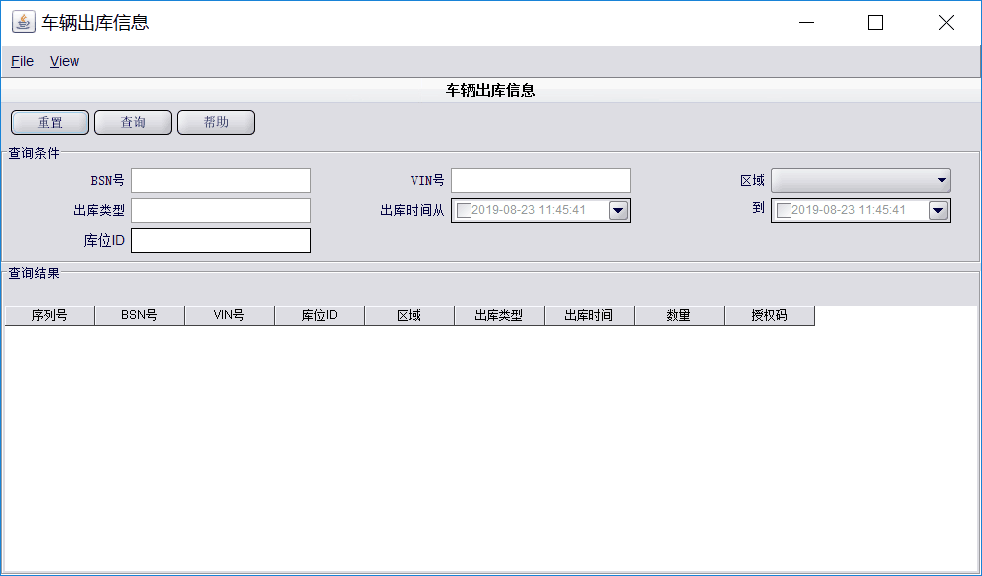 车辆出库信息
File View
车辆出库信息
重置 查询 帮助
查询条件
BSN号 VIN号 区域
出库类型 出库时间从 2019-08-23 11:45:41 到 2019-08-23 11:45:41
库位ID
查询结果
序列号 BSN号 VIN号 库位ID 区域 出库类型 出库时间 数量 授权码